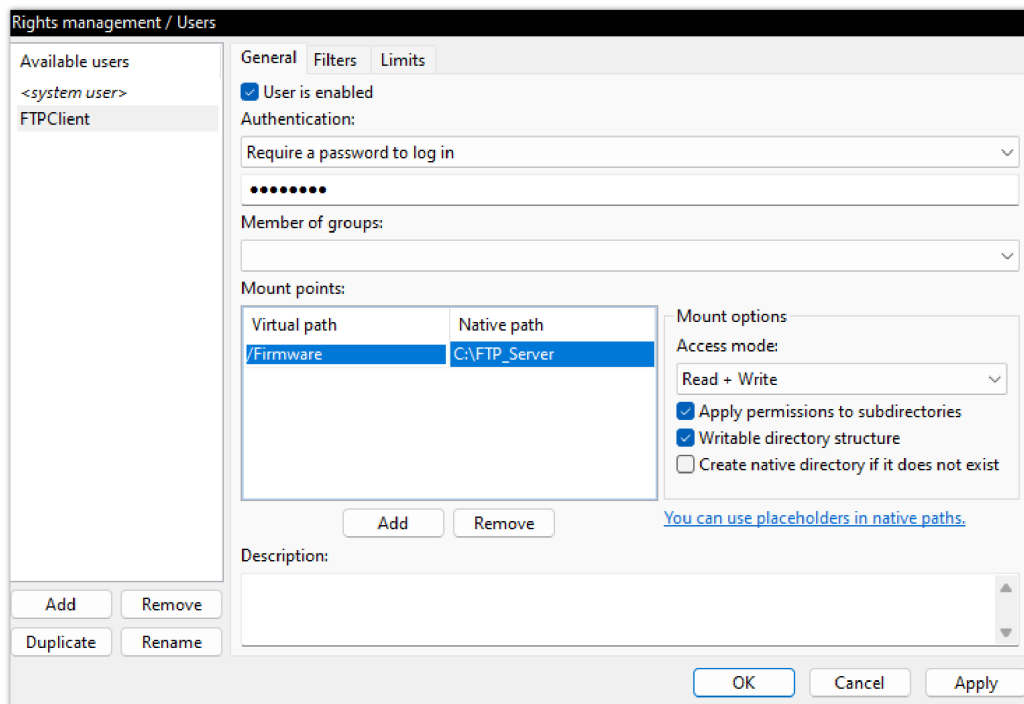 Rights management / Users
Available users
<system user>
FTPClient
General Filters Limits
User is enabled
Authentication:
Require a password to log in
••••••••
Member of groups:
Mount points:
Virtual path Native path
/Firmware C:\FTP_Server
Mount options
Access mode:
Read + Write
Apply permissions to subdirectories
Writable directory structure
Create native directory if it does not exist
Add Remove
You can use placeholders in native paths.
Description:
Add Remove
Duplicate Rename
OK Cancel Apply